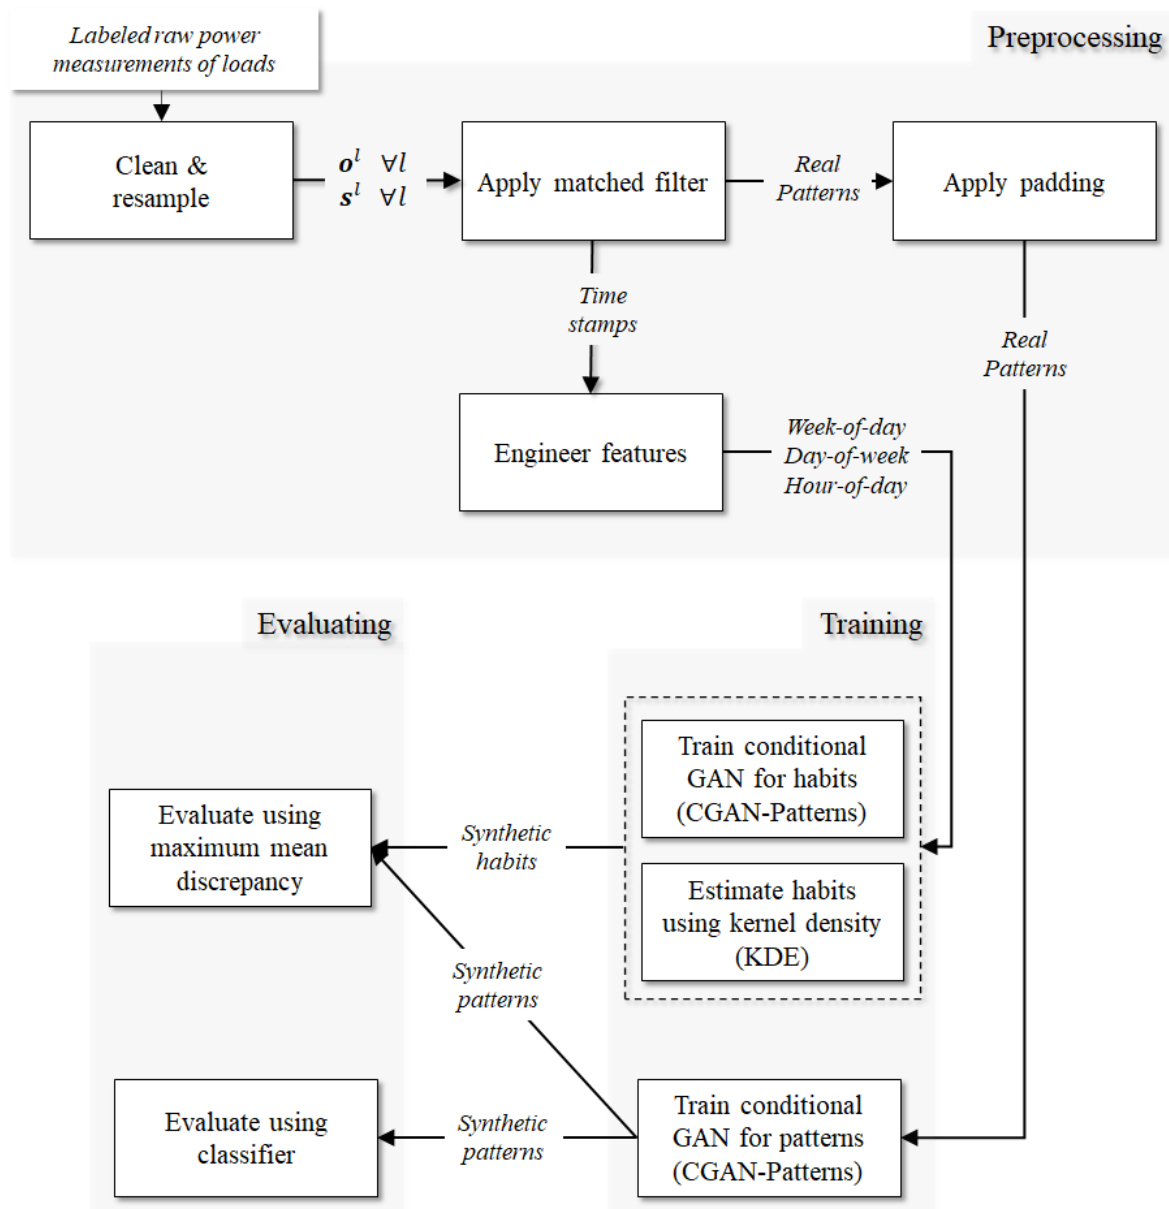 Labeled raw power
measurements of loads
Preprocessing
Clean &
resample
𝒐ˡ ∀l
𝒔ˡ ∀l
Apply matched filter
Real
Patterns
Apply padding
Time
stamps
Real
Patterns
Engineer features
Week-of-day
Day-of-week
Hour-of-day
Evaluating
Training
Train conditional
GAN for habits
(CGAN-Patterns)
Evaluate using
maximum mean
discrepancy
Synthetic
habits
Estimate habits
using kernel density
(KDE)
Synthetic
patterns
Evaluate using
classifier
Synthetic
patterns
Train conditional
GAN for patterns
(CGAN-Patterns)